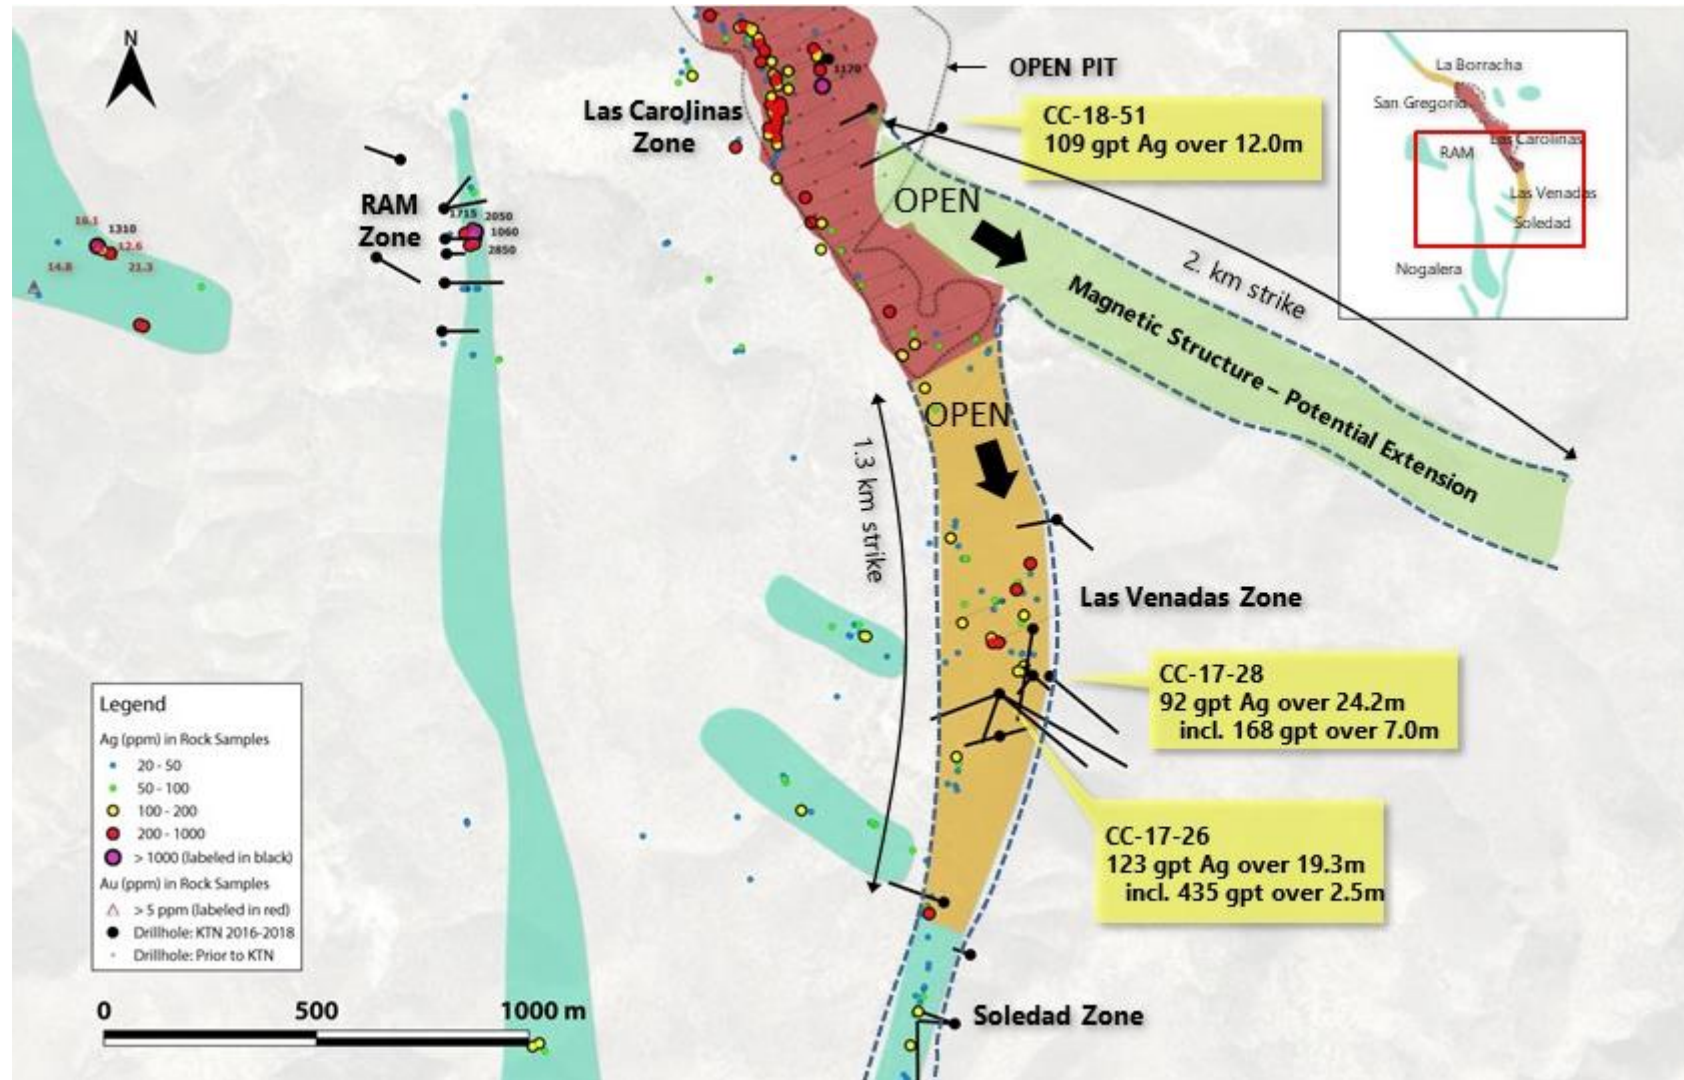 N
OPEN PIT
1170
Las Carolinas
Zone
CC-18-51
109 gpt Ag over 12.0m
La Borracha
San Gregorio
Las Carolinas
RAM
Las Venadas
Soledad
Nogalera
RAM
Zone
1715
2050
1060
2850
1310
12.6
14.8
21.3
OPEN
2. km strike
Magnetic Structure – Potential Extension
OPEN
1.3 km strike
Las Venadas Zone
CC-17-28
92 gpt Ag over 24.2m
incl. 168 gpt over 7.0m
CC-17-26
123 gpt Ag over 19.3m
incl. 435 gpt over 2.5m
Legend
Ag (ppm) in Rock Samples
20 - 50
50 - 100
100 - 200
200 - 1000
> 1000 (labeled in black)
Au (ppm) in Rock Samples
> 5 ppm (labeled in red)
Drillhole: KTN 2016-2018
Drillhole: Prior to KTN
0 500 1000 m
Soledad Zone